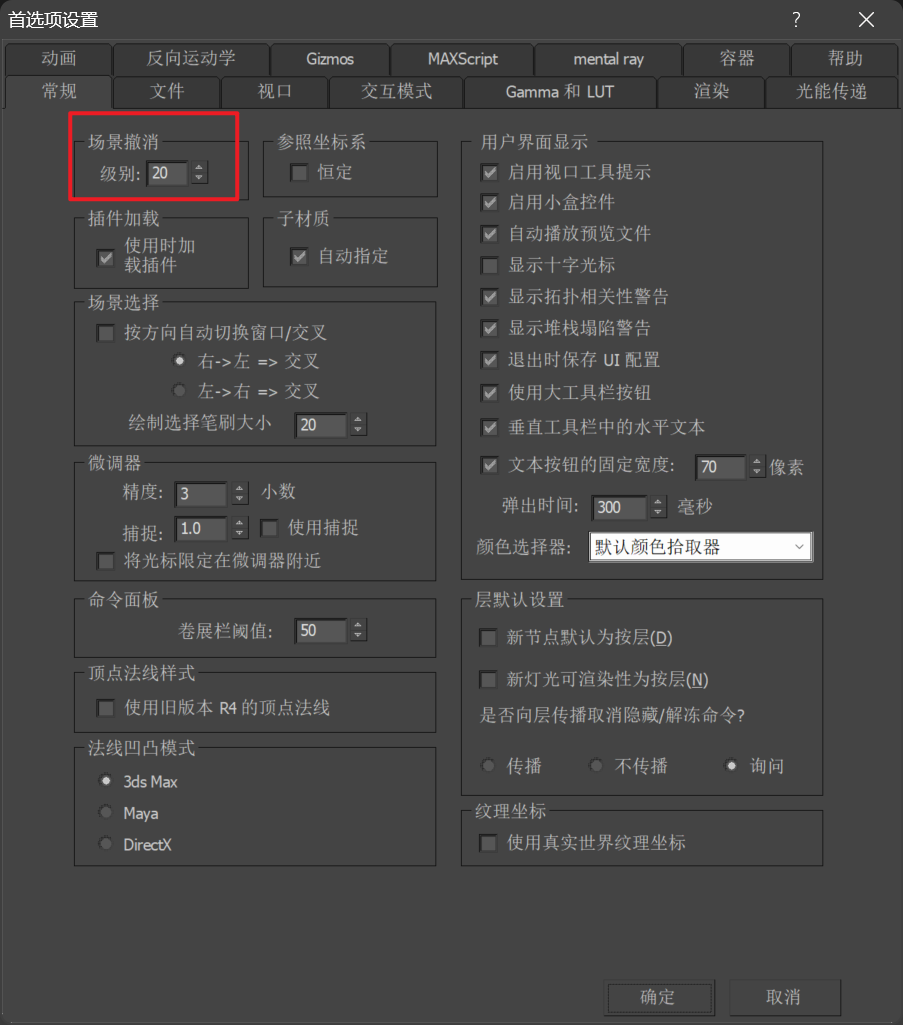 首选项设置
动画 反向运动学 Gizmos MAXScript mental ray 容器 帮助
常规 文件 视口 交互模式 Gamma 和 LUT 渲染 光能传递
场景撤消
级别: 20
参照坐标系
恒定
插件加载
使用时加
载插件
子材质
自动指定
场景选择
按方向自动切换窗口/交叉
右->左 => 交叉
左->右 => 交叉
绘制选择笔刷大小 20
微调器
精度: 3 小数
捕捉: 1.0 使用捕捉
将光标限定在微调器附近
命令面板
卷展栏阈值: 50
顶点法线样式
使用旧版本 R4 的顶点法线
法线凹凸模式
3ds Max
Maya
DirectX
用户界面显示
启用视口工具提示
启用小盒控件
自动播放预览文件
显示十字光标
显示拓扑相关性警告
显示堆栈塌陷警告
退出时保存 UI 配置
使用大工具栏按钮
垂直工具栏中的水平文本
文本按钮的固定宽度: 70 像素
弹出时间: 300 毫秒
颜色选择器: 默认颜色拾取器
层默认设置
新节点默认为按层(D)
新灯光可渲染性为按层(N)
是否向层传播取消隐藏/解冻命令?
传播 不传播 询问
纹理坐标
使用真实世界纹理坐标
确定 取消